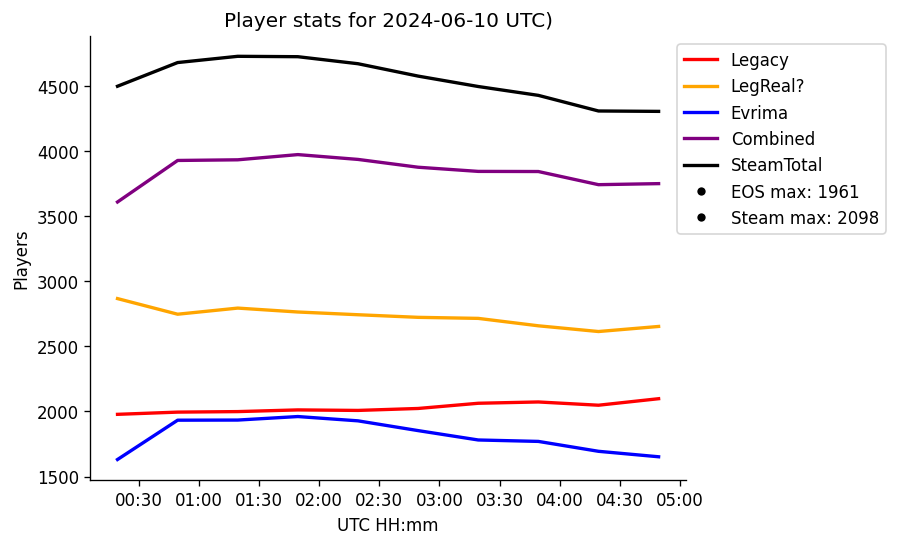 Player stats for 2024-06-10 UTC)
Legacy
LegReal?
Evrima
Combined
SteamTotal
EOS max: 1961
Steam max: 2098
Players
4500
4000
3500
3000
2500
2000
1500
00:30 01:00 01:30 02:00 02:30 03:00 03:30 04:00 04:30 05:00
UTC HH:mm